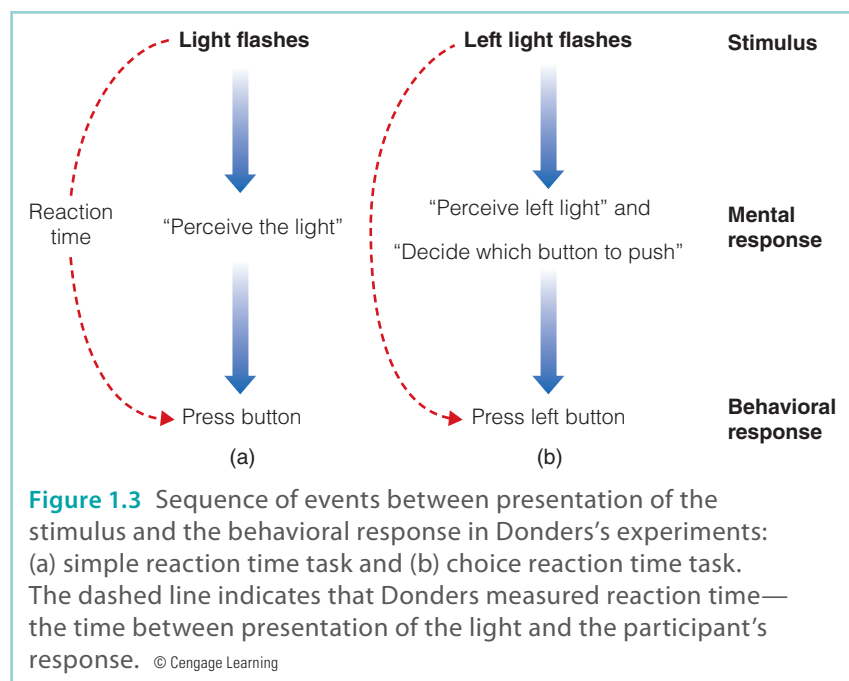 Light flashes
Left light flashes
Stimulus
Reaction
time
“Perceive the light”
“Perceive left light” and
“Decide which button to push”
Mental
response
Press button
Press left button
Behavioral
response
(a)
(b)
Figure 1.3 Sequence of events between presentation of the
stimulus and the behavioral response in Donders’s experiments:
(a) simple reaction time task and (b) choice reaction time task.
The dashed line indicates that Donders measured reaction time—
the time between presentation of the light and the participant’s
response. © Cengage Learning